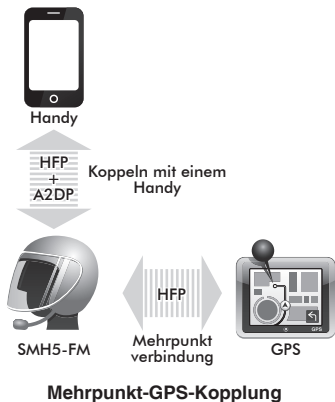 Handy
HFP
+
A2DP
Koppeln mit einem
Handy
HFP
SMH5-FM
Mehrpunkt
verbindung
GPS
GPS
Mehrpunkt-GPS-Kopplung